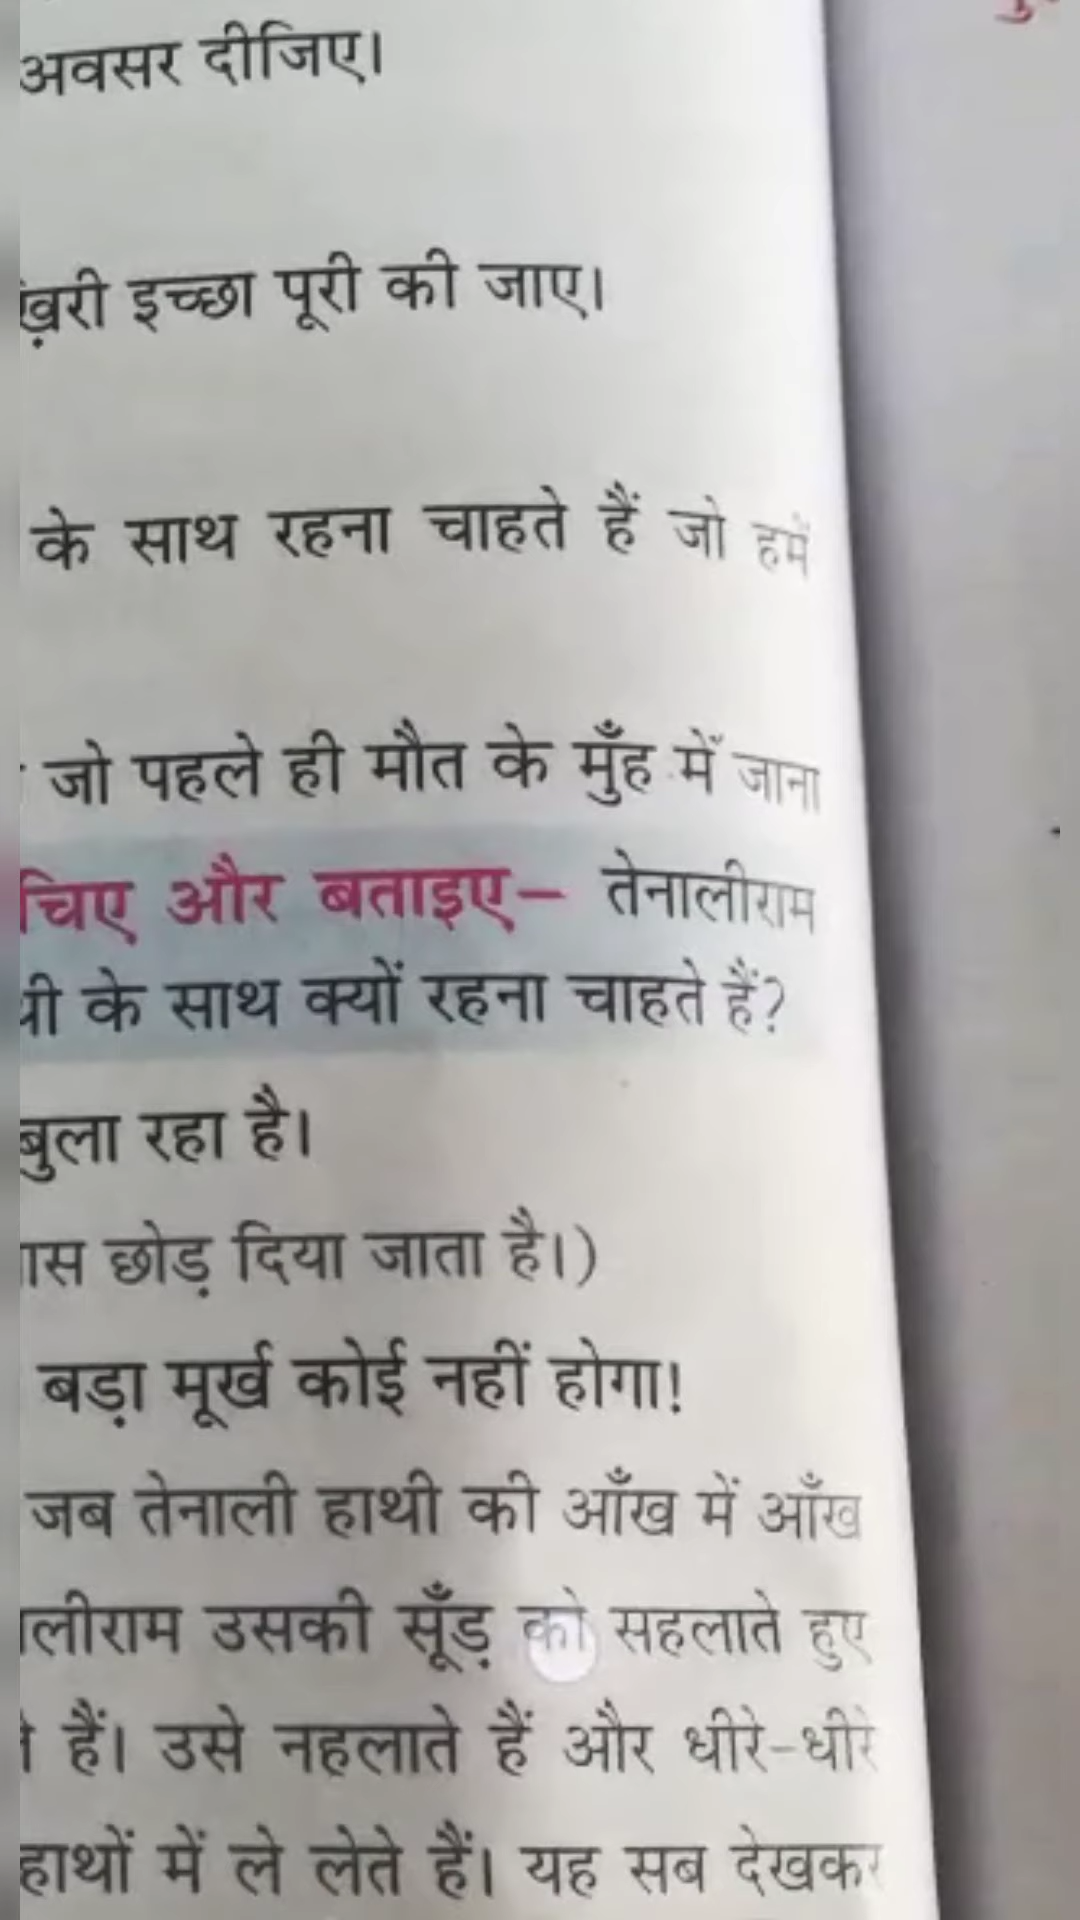 अवसर दीजिए।
ख़री इच्छा पूरी की जाए।
के साथ रहना चाहते हैं जो हमें
जो पहले ही मौत के मुँह में जाना
चिए और बताइए– तेनालीराम
के साथ क्यों रहना चाहते हैं?
बुला रहा है।
ास छोड़ दिया जाता है।)
बड़ा मूर्ख कोई नहीं होगा!
जब तेनाली हाथी की आँख में आँख
लीराम उसकी सूँड़ को सहलाते हुए
हैं। उसे नहलाते हैं और धीरे-धीरे
हाथों में ले लेते हैं। यह सब देखकर